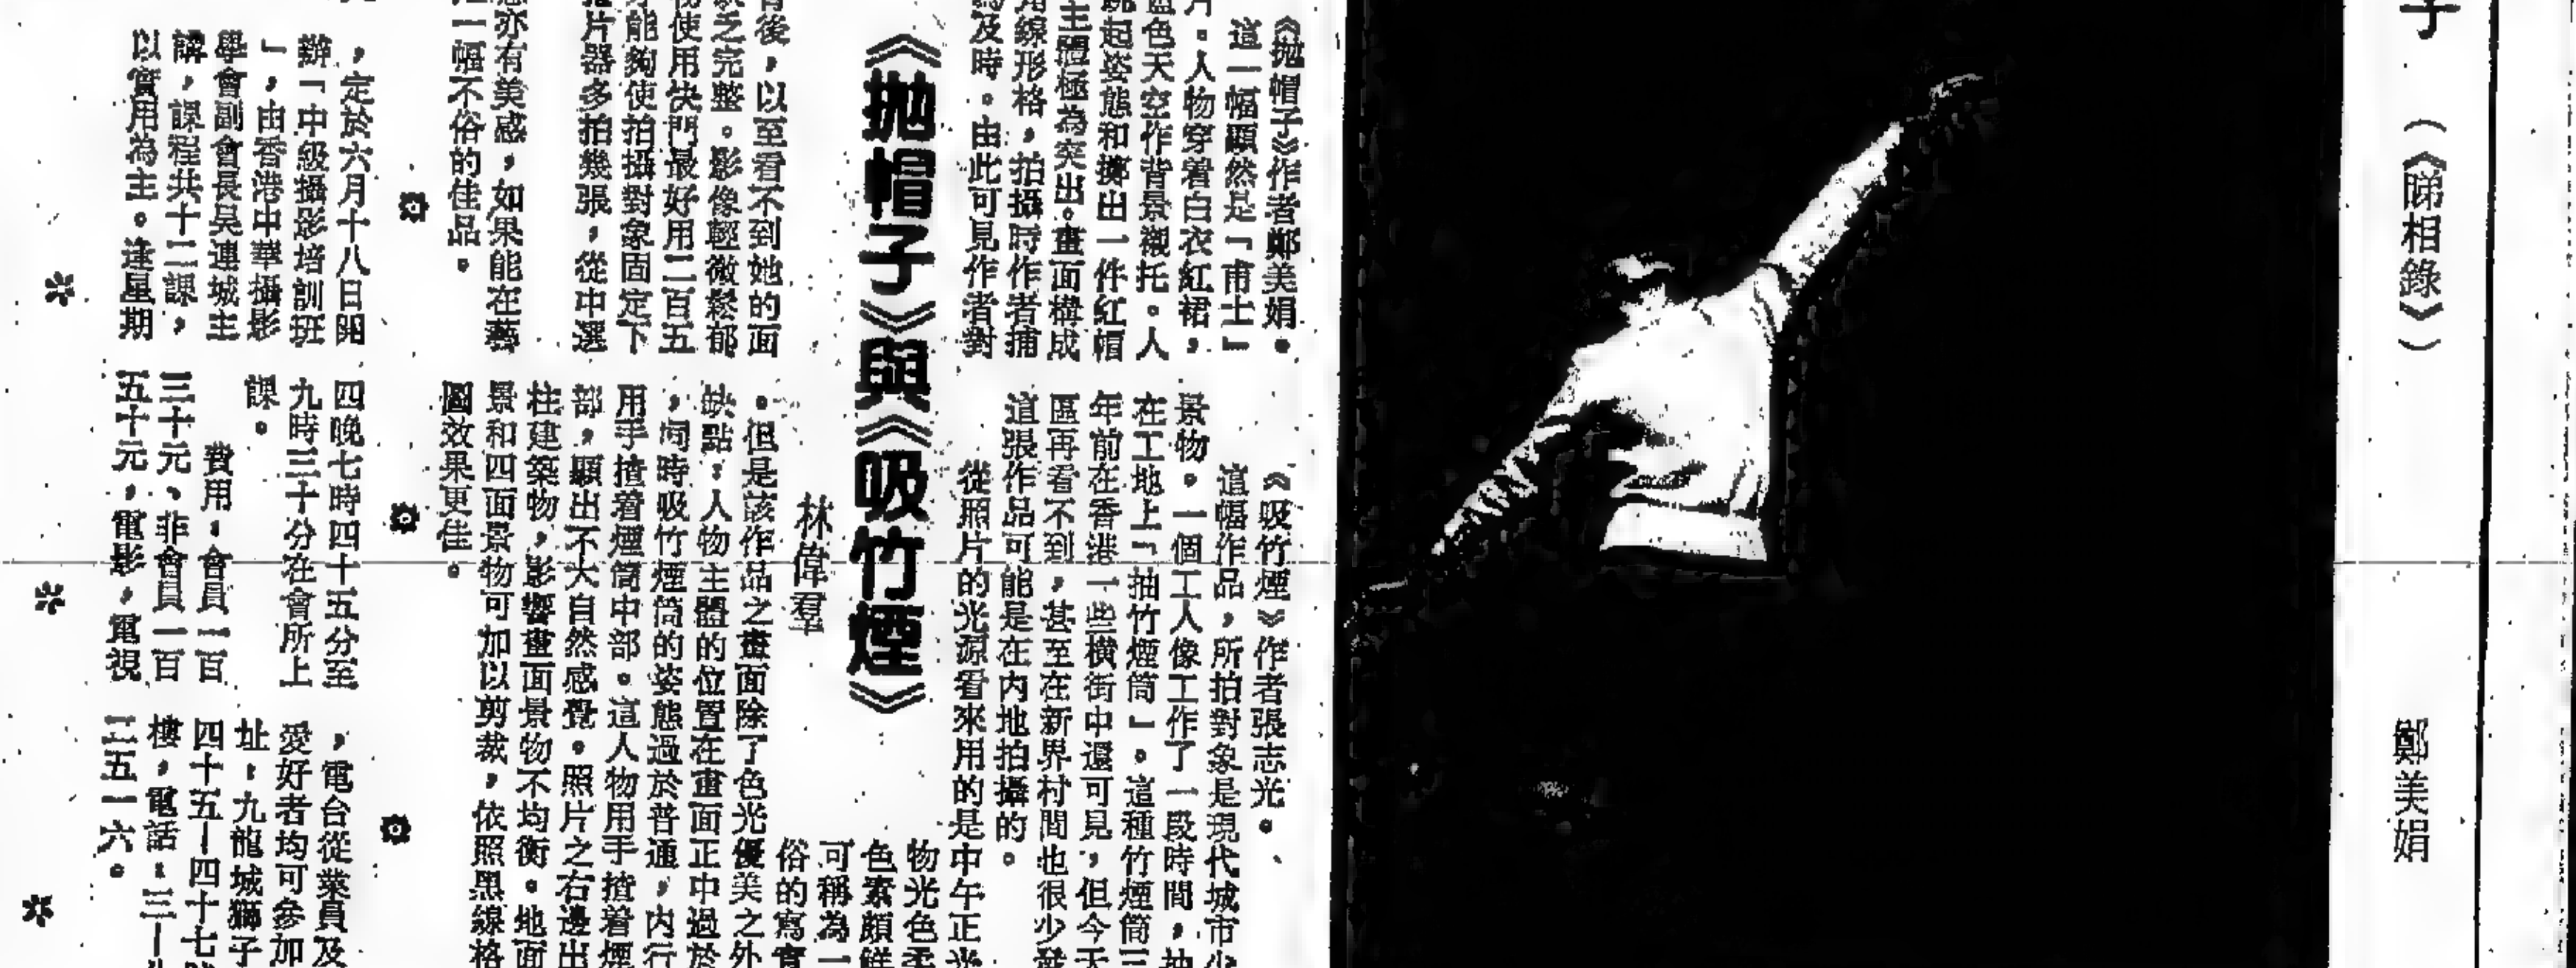 子
(《睇相錄》)
鄭美娟
《拋帽子》與《吸竹煙》
林偉羣
《拋帽子》作者鄭美娟。
這一幅顯然是「甫士」
片。人物穿着白衣紅裙，
藍色天空作背景襯托。人
跳起姿態和擲出一件紅帽
主體極為突出。畫面構成
角線形格，拍攝時作者捕
為及時。由此可見作者對
背後，以至看不到她的面
之完整。影像輕微鬆郁
使用快門最好用二百五
能夠使拍攝對象固定下
片器多拍幾張，從中選
亦有美感，如果能在藝
一幅不俗的佳品。
《吸竹煙》作者張志光。
這幅作品，所拍對象是現代城市少
景物。一個工人像工作了一段時間，抽
在工地上「抽竹煙筒」。這種竹煙筒三
年前在香港一些橫街中還可見，但今天
區再看不到，甚至在新界村間也很少發
這張作品可能是在內地拍攝的。
從照片的光源看來用的是中午正光
物光色柔
色素頗鮮
可稱為一
俗的寫實
。但是該作品之畫面除了色光優美之外
缺點：人物主體的位置在畫面正中過於
，同時吸竹煙筒的姿態過於普通，內行
用手揸着煙筒中部。這人物用手揸着煙
部，顯出不大自然感覺。照片之右邊出
柱建築物，影響畫面景物不均衡。地面
景和四面景物可加以剪裁，依照黑線格
圖效果更佳。
，定於六月十八日開
辦「中級攝影培訓班
」，由香港中華攝影
學會副會長吳連城主
講，課程共十二課，
以實用為主。逢星期
四晚七時四十五分至
九時三十分在會所上
課。
費用：會員一百
三十元、非會員一百
五十元，電影，電視
，電台從業員及
愛好者均可參加
址：九龍城獅子
四十五—四十七
樓，電話：三—
三五一六。